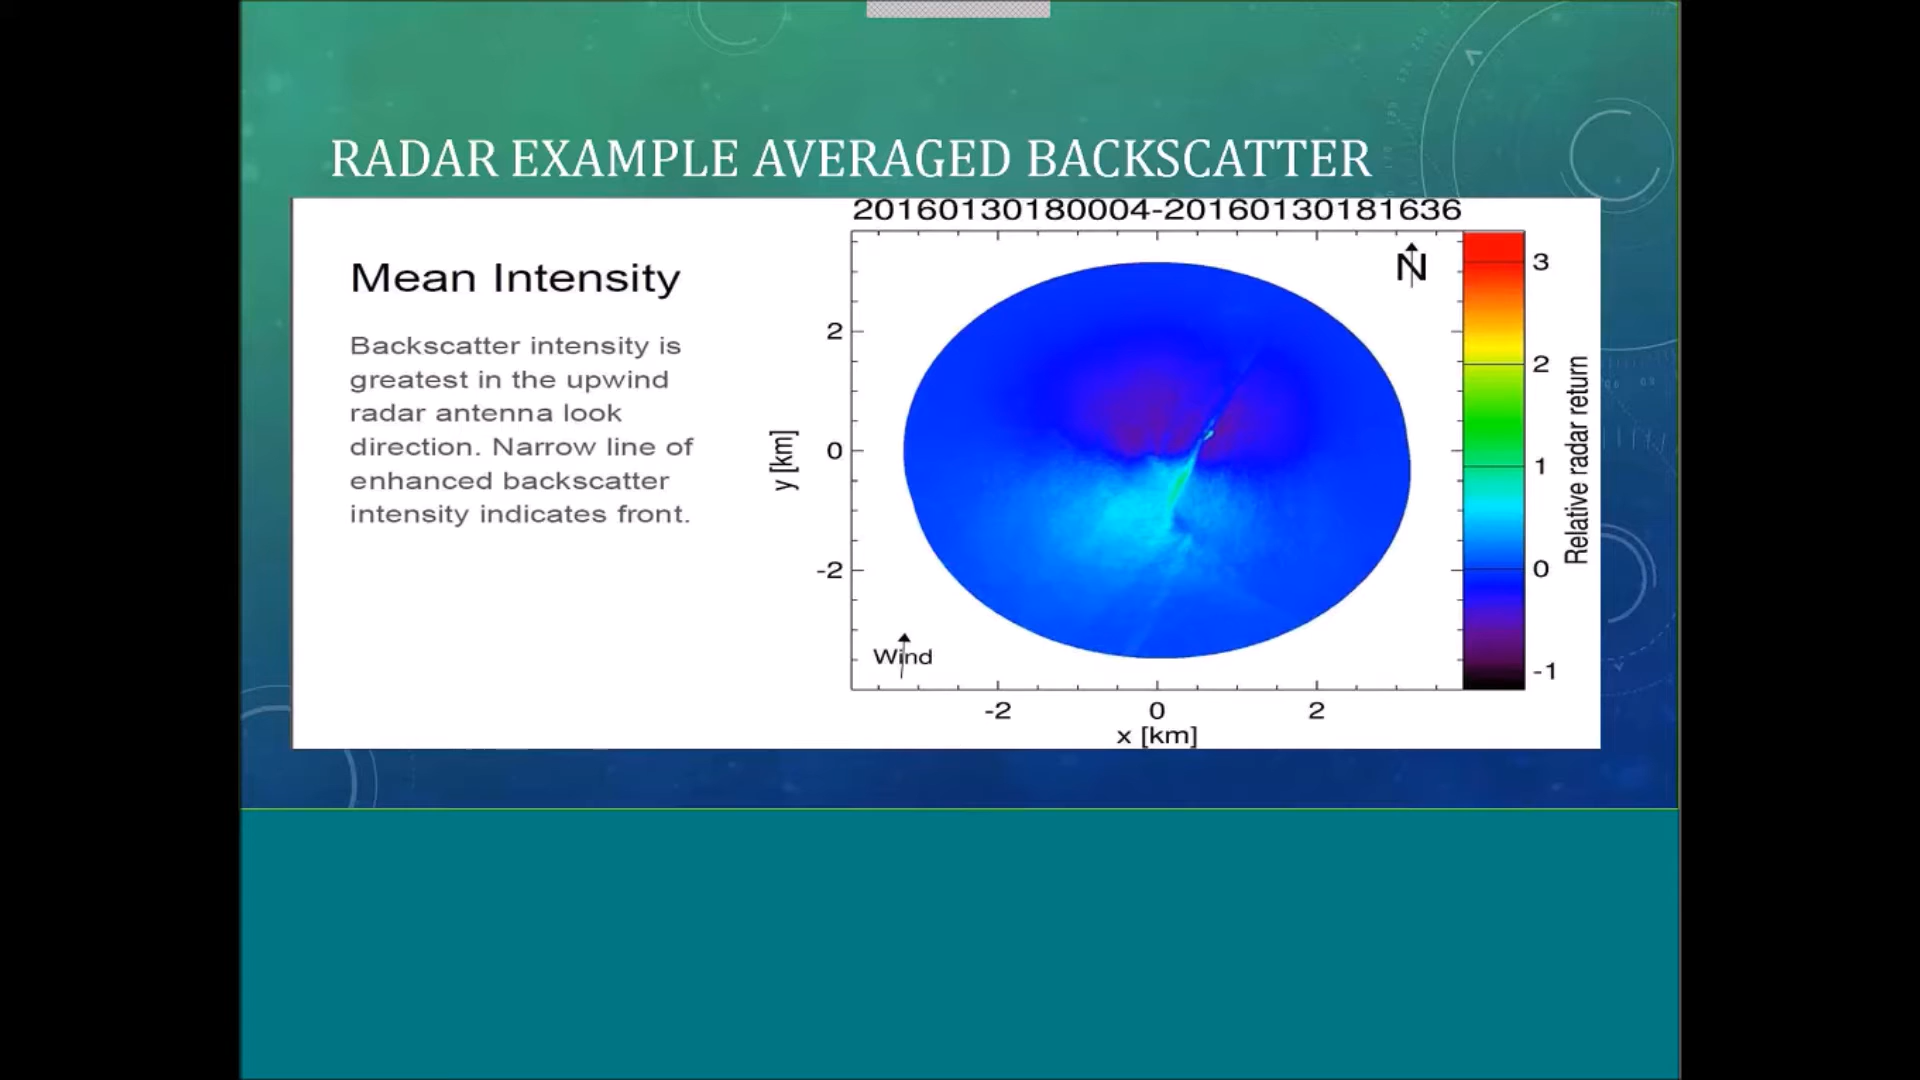 RADAR EXAMPLE AVERAGED BACKSCATTER
20160130180004-20160130181636
Mean Intensity
Backscatter intensity is
greatest in the upwind
radar antenna look
direction. Narrow line of
enhanced backscatter
intensity indicates front.
N
Wind
2
0
-2
y [km]
-2
0
2
x [km]
3
2
1
0
-1
Relative radar return